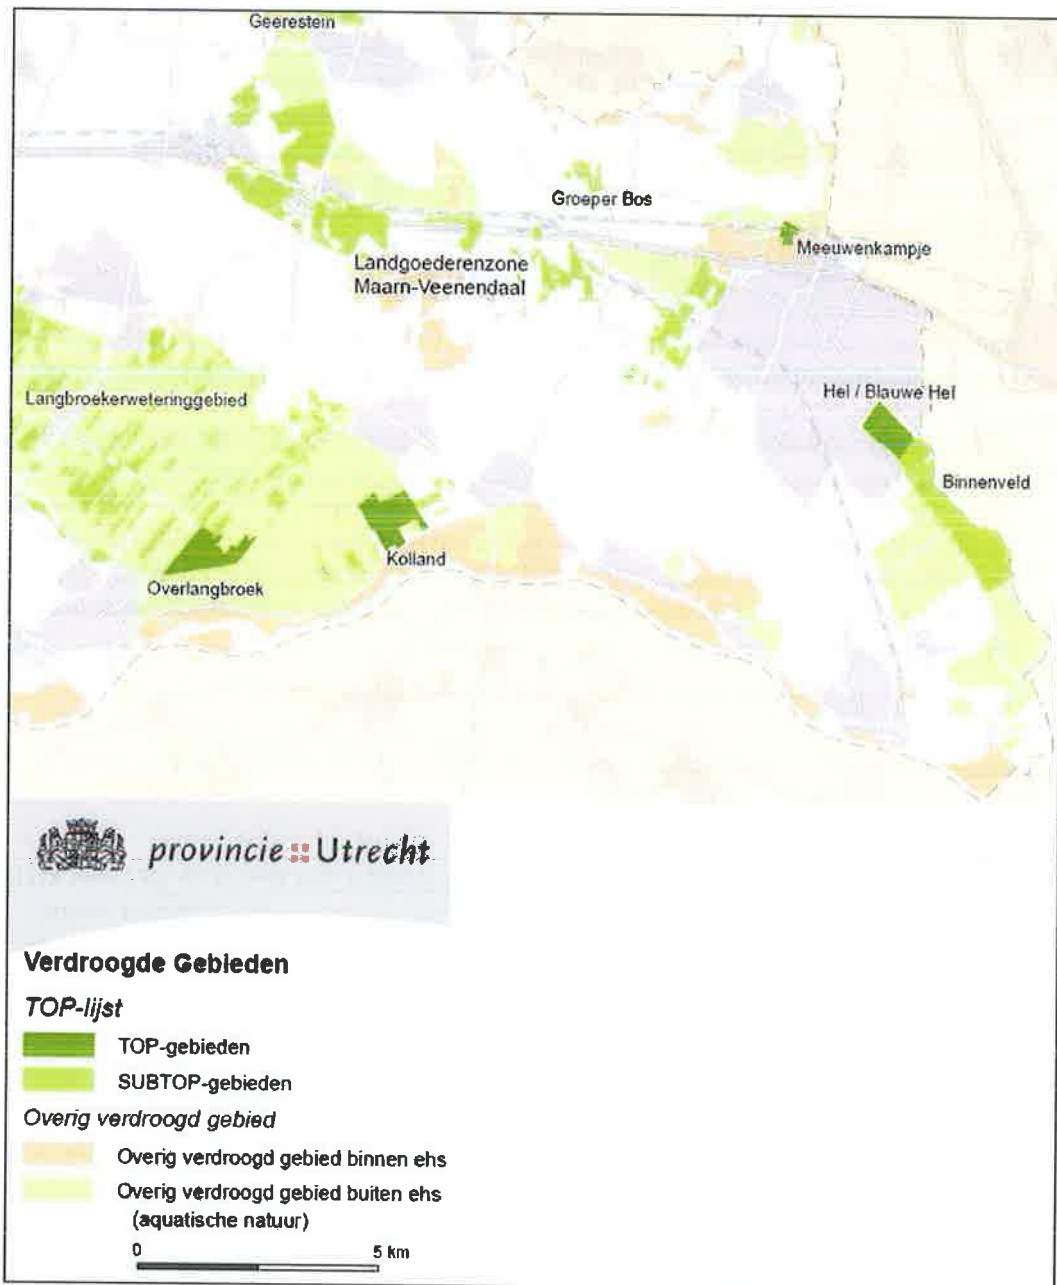 Geerestein
Groeper Bos
Meeuwenkampje
Landgoederenzone
Maarn-Veenendaal
Hel / Blauwe Hel
Langbroekerweteringgebied
Binnenveld
Kolland
Overlangbroek
provincie Utrecht
Verdroogde Gebieden
TOP-lijst
TOP-gebieden
SUBTOP-gebieden
Overig verdroogd gebied
Overig verdroogd gebied binnen ehs
Overig verdroogd gebied buiten ehs
(aquatische natuur)
0 5 km